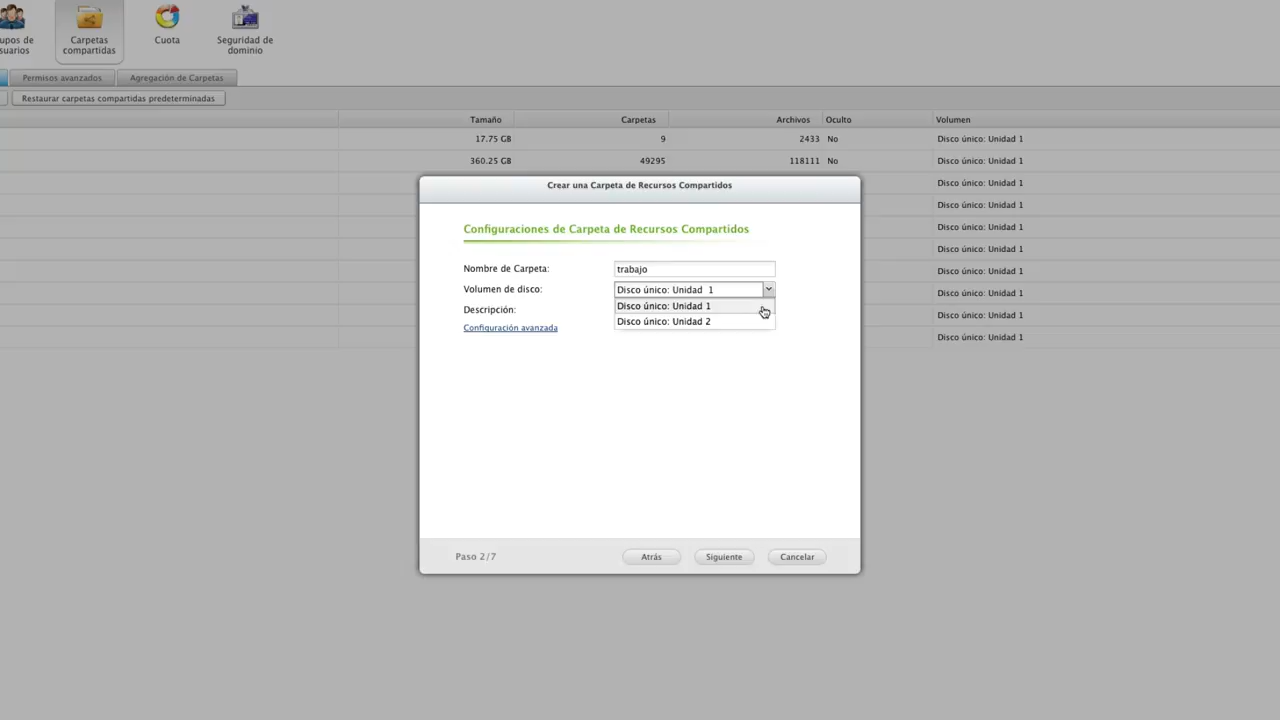 upos de
suarios
Carpetas
compartidas
Cuota
Seguridad de
dominio
Permisos avanzados
Agregación de Carpetas
Restaurar carpetas compartidas predeterminadas
Tamaño Carpetas Archivos Oculto Volumen
17.75 GB 9 2433 No Disco único: Unidad 1
360.25 GB 49295 118111 No Disco único: Unidad 1
Disco único: Unidad 1
Disco único: Unidad 1
Disco único: Unidad 1
Disco único: Unidad 1
Disco único: Unidad 1
Disco único: Unidad 1
Disco único: Unidad 1
Disco único: Unidad 1
Crear una Carpeta de Recursos Compartidos
Configuraciones de Carpeta de Recursos Compartidos
Nombre de Carpeta: trabajo
Volumen de disco: Disco único: Unidad 1
Disco único: Unidad 1
Descripción:
Disco único: Unidad 2
Configuración avanzada
Paso 2/7 Atrás Siguiente Cancelar